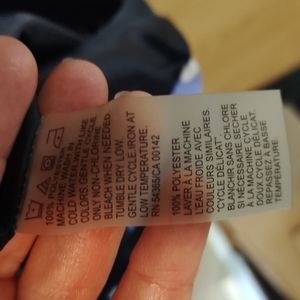 100% POLYESTER
MACHINE WASH IN
COLD WATER WITH LIKE
COLORS GENTLE CYCLE.
ONLY NON-CHLORINE
BLEACH WHEN NEEDED.
TUMBLE DRY LOW.
GENTLE CYCLE IRON AT
LOW TEMPERATURE.
RN 54365/CA 00142
100% POLYESTER
LAVER À LA MACHINE
EAU FROIDE AVEC
COULEURS SIMILAIRES.
"CYCLE DÉLICAT".
BLANCHIR SANS CHLORE
SI NÉCESSAIRE. SÉCHER
À LA MACHINE CYCLE
DOUX. CYCLE DÉLICAT.
REPASSEZ À BASSE
TEMPÉRATURE.